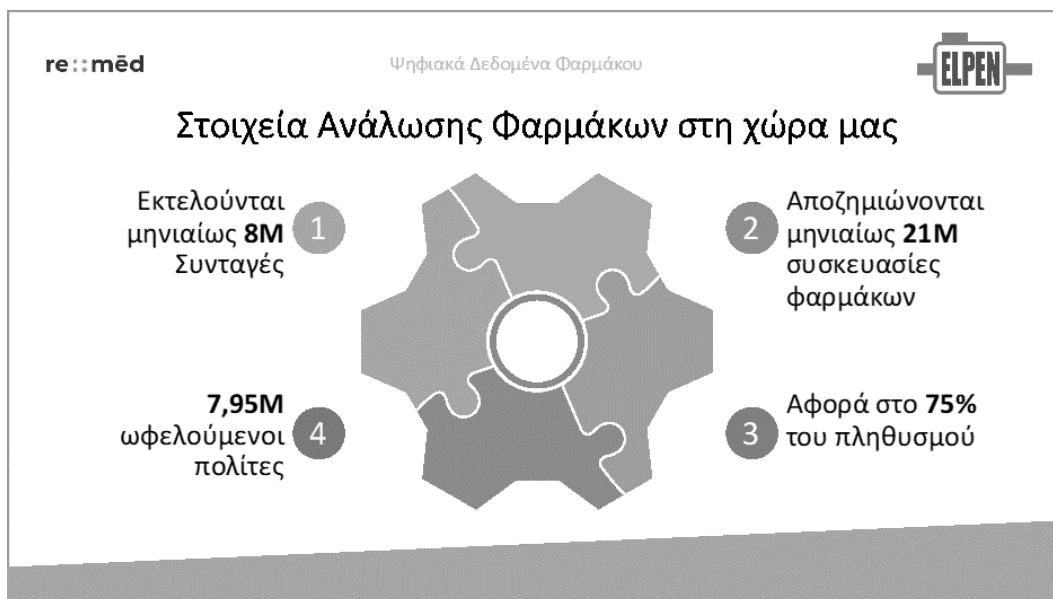 re::mēd
Ψηφιακά Δεδομένα Φαρμάκου
ELPEN
Στοιχεία Ανάλωσης Φαρμάκων στη χώρα μας
Εκτελούνται
μηνιαίως 8M
Συνταγές
1
2
Αποζημιώνονται
μηνιαίως 21M
συσκευασίες
φαρμάκων
7,95M
ωφελούμενοι
πολίτες
4
3
Αφορά στο 75%
του πληθυσμού